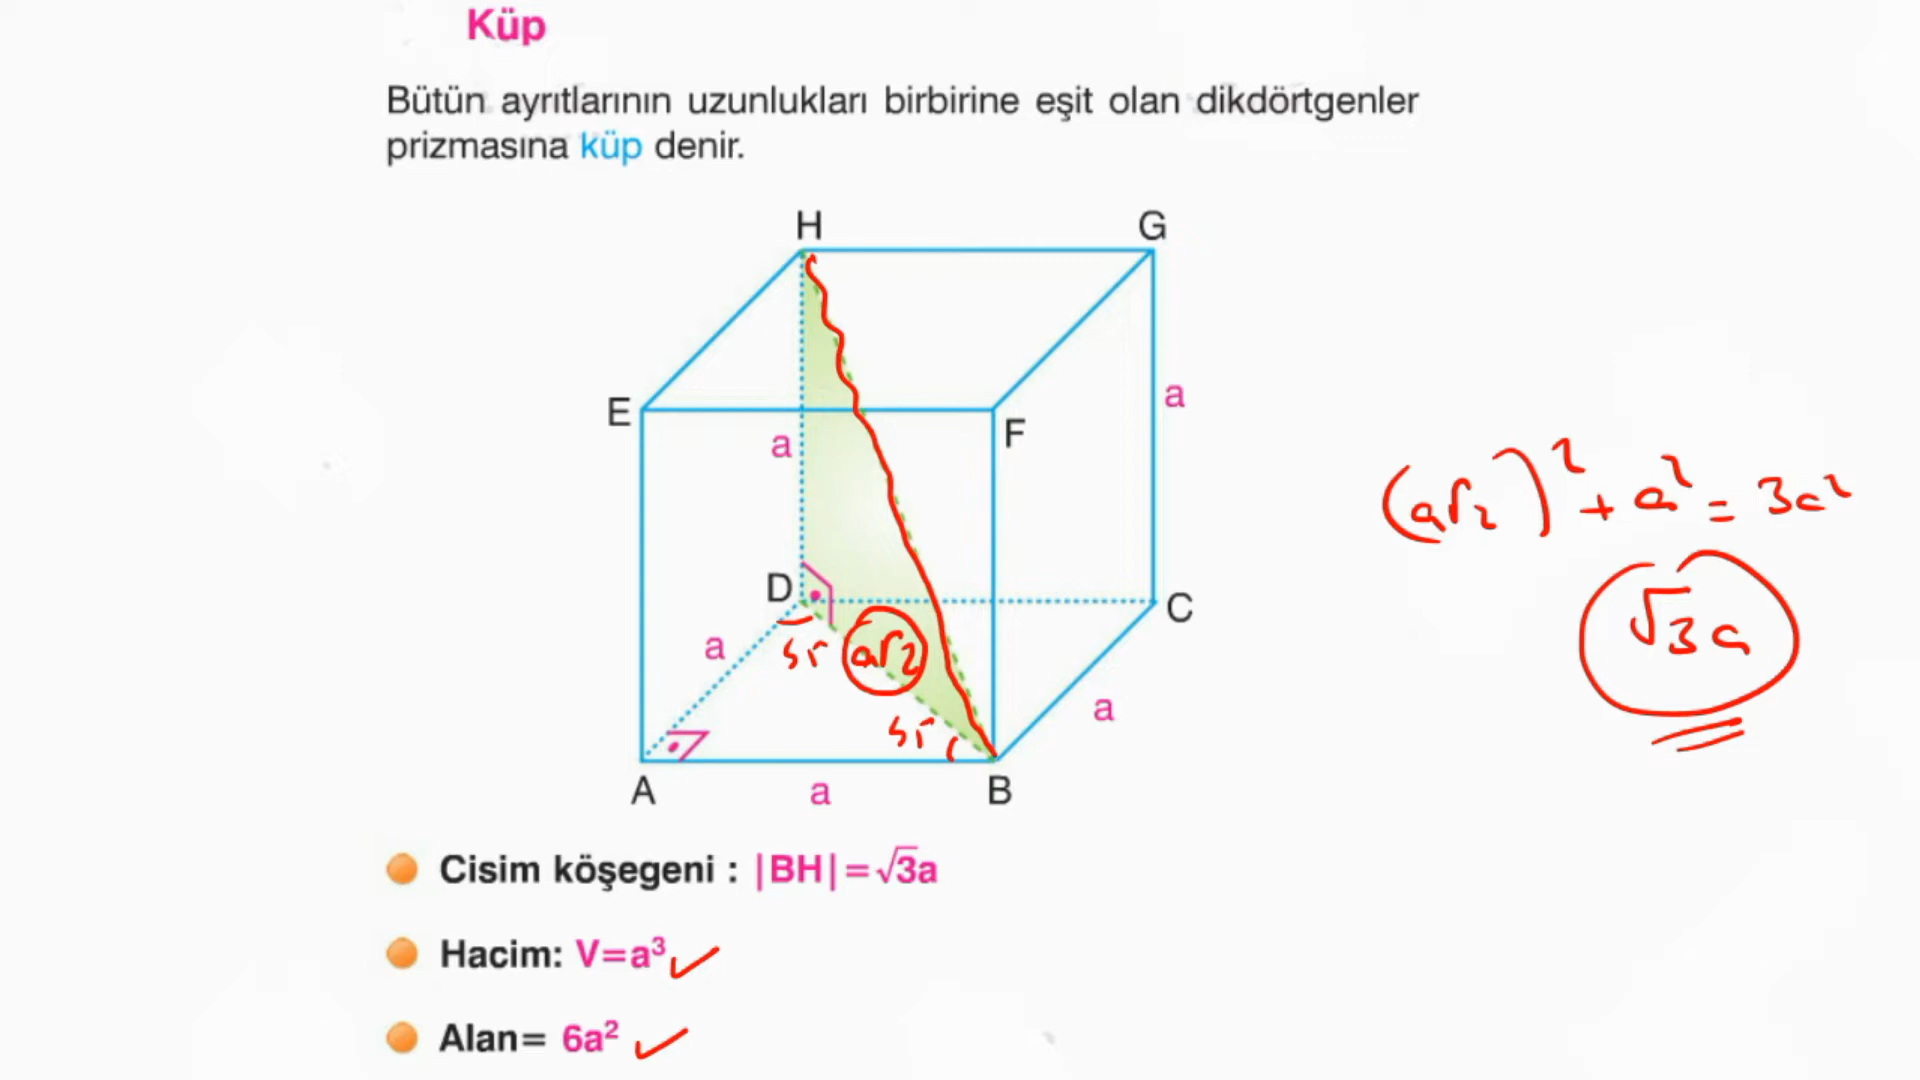 Küp
Bütün ayrıtlarının uzunlukları birbirine eşit olan dikdörtgenler
prizmasına küp denir.
H
G
E
F
a
a
(a√2)² + a² = 3a²
√3a
D
C
a
a√2
a
A
a
B
Cisim köşegeni : |BH|=√3a
Hacim: V=a³
Alan= 6a²